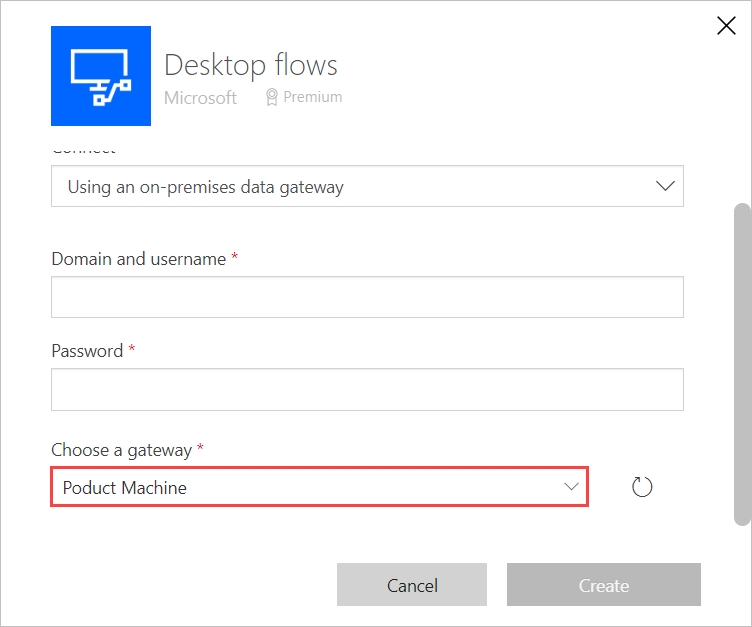 Desktop flows
Microsoft Premium
Connect
Using an on-premises data gateway
Domain and username *
Password *
Choose a gateway *
Poduct Machine
Cancel Create